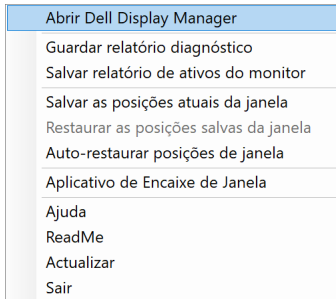 Abrir Dell Display Manager
Guardar relatório diagnóstico
Salvar relatório de ativos do monitor
Salvar as posições atuais da janela
Restaurar as posições salvas da janela
Auto-restaurar posições de janela
Aplicativo de Encaixe de Janela
Ajuda
ReadMe
Actualizar
Sair